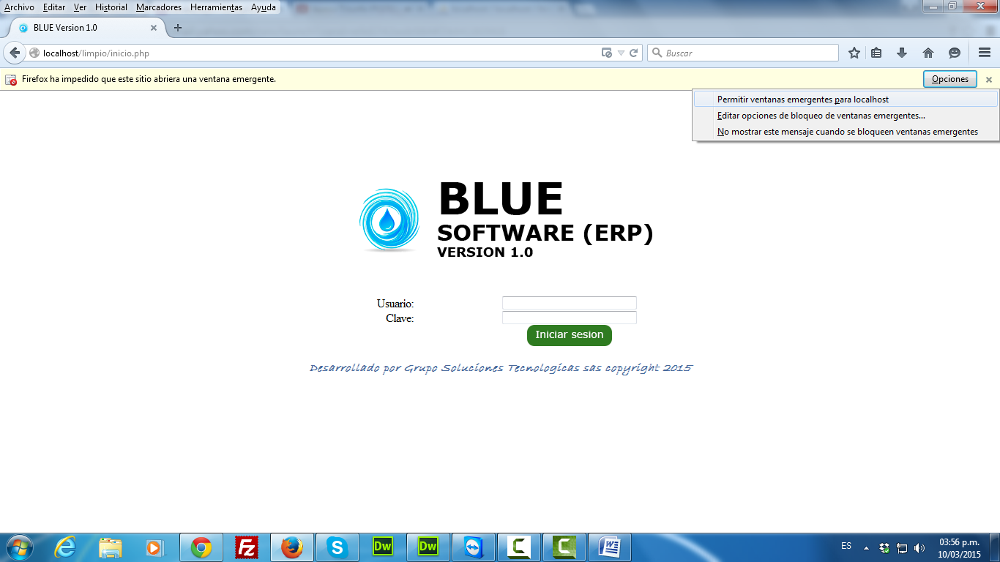 Archivo Editar Ver Historial Marcadores Herramientas Ayuda
BLUE Version 1.0
localhost/limpio/inicio.php
Buscar
Firefox ha impedido que este sitio abriera una ventana emergente.
Opciones
Permitir ventanas emergentes para localhost
Editar opciones de bloqueo de ventanas emergentes...
No mostrar este mensaje cuando se bloqueen ventanas emergentes
BLUE
SOFTWARE (ERP)
VERSION 1.0
Usuario:
Clave:
Iniciar sesion
Desarrollado por Grupo Soluciones Tecnologicas sas copyright 2015
Fz
S
Dw
Dw
C
C
W
ES
03:56 p.m.
10/03/2015